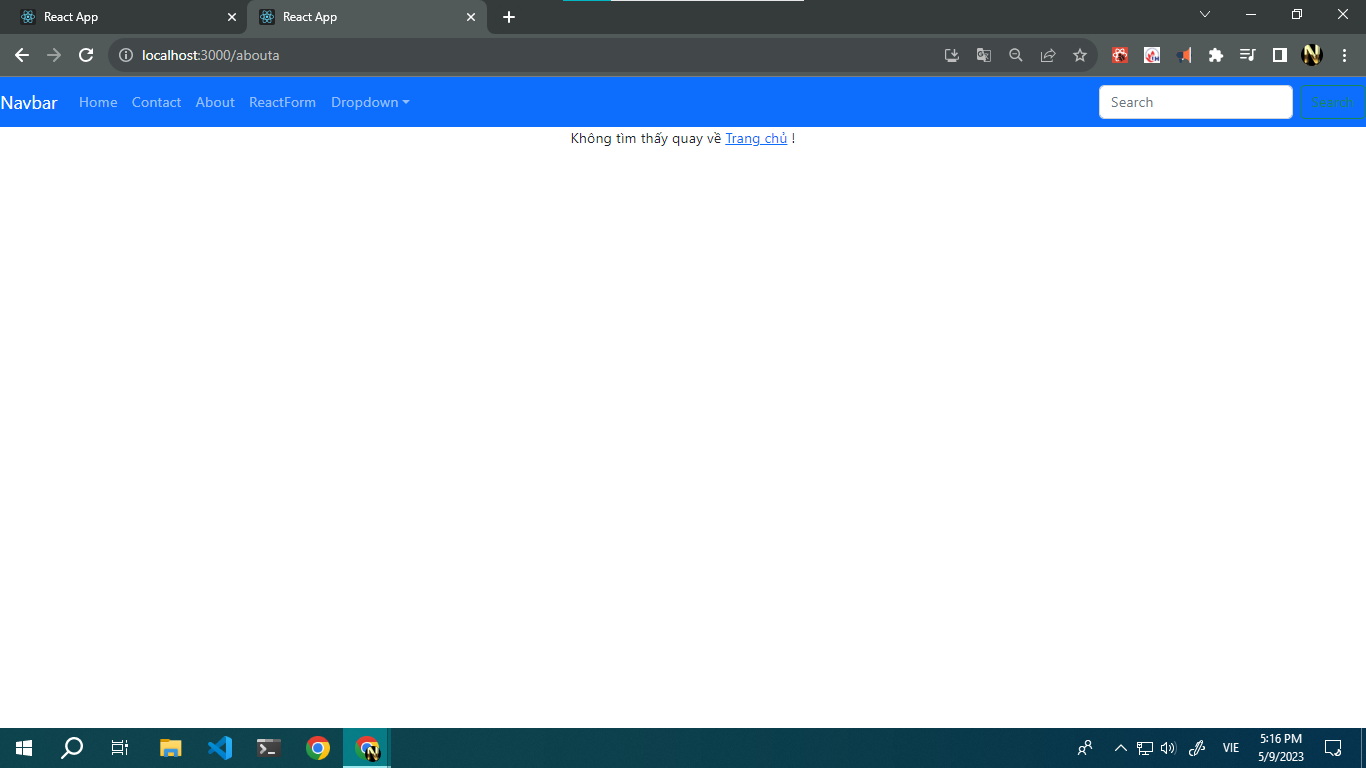 React App
React App
localhost:3000/abouta
Navbar Home Contact About ReactForm Dropdown Search Search
Không tìm thấy quay về Trang chủ !
VIE
5:16 PM
5/9/2023